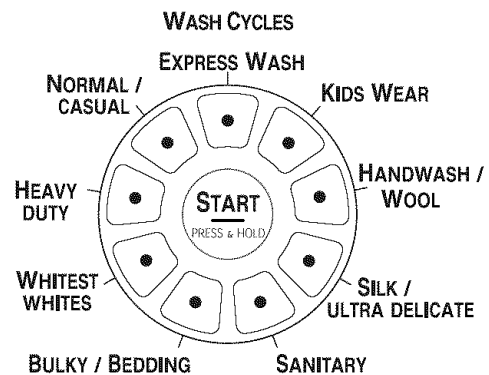 WASH CYCLES
EXPRESS WASH
NORMAL /
CASUAL
KIDS WEAR
HEAVY
DUTY
START
PRESS & HOLD
HANDWASH /
WOOL
WHITEST
WHITES
SILK /
ULTRA DELICATE
BULKY / BEDDING
SANITARY